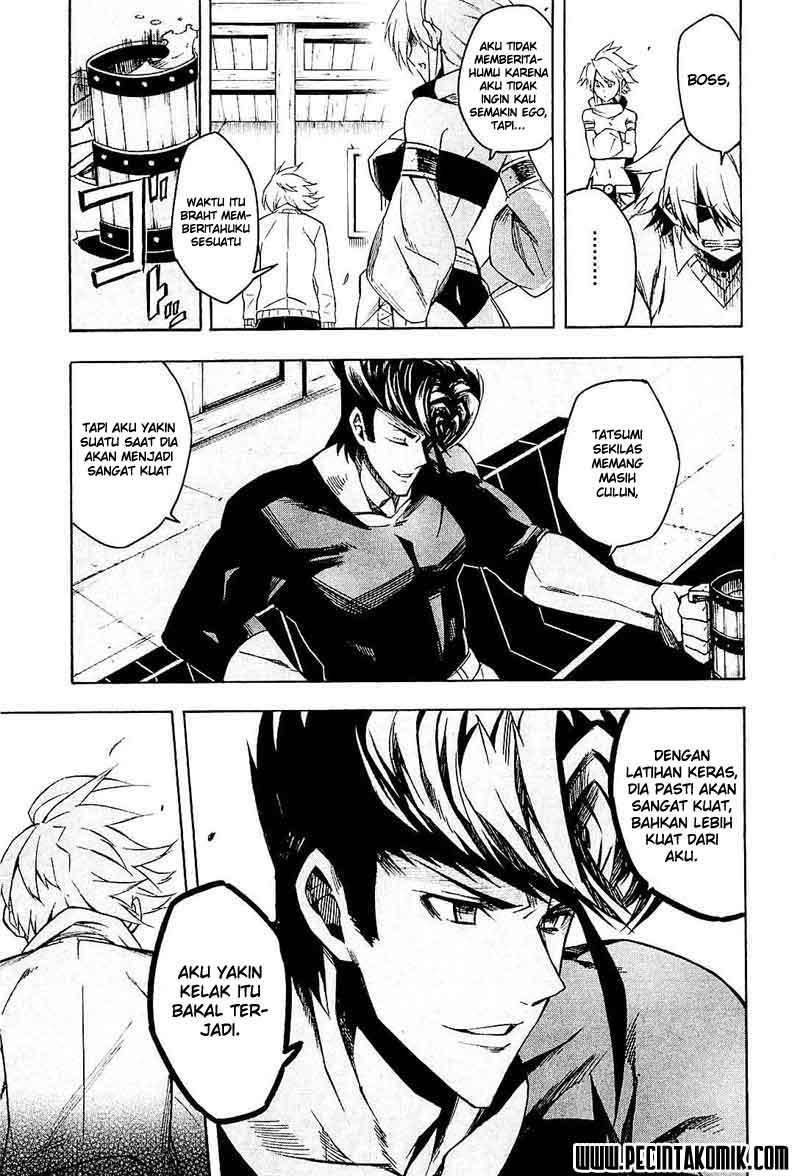 BOSS,
..........
AKU TIDAK
MEMBERITA-
HUMU KARENA
AKU TIDAK
INGIN KAU
SEMAKIN EGO,
TAPI...
WAKTU ITU
BRAHT MEM-
BERITAHUKU
SESUATU
ゴトッ
TATSUMI
SEKILAS
MEMANG
MASIH
CULUN,
TAPI AKU YAKIN
SUATU SAAT DIA
AKAN MENJADI
SANGAT KUAT
DENGAN
LATIHAN KERAS,
DIA PASTI AKAN
SANGAT KUAT,
BAHKAN LEBIH
KUAT DARI
AKU.
AKU YAKIN
KELAK ITU
BAKAL TER-
JADI.
WWW.PECINTAKOMIK.COM